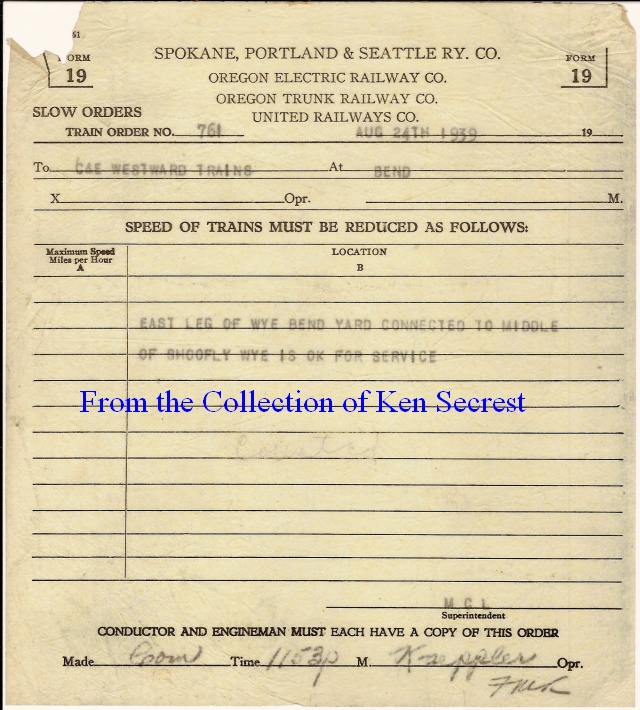 61
FORM 19
FORM 19
SPOKANE, PORTLAND & SEATTLE RY. CO.
OREGON ELECTRIC RAILWAY CO.
OREGON TRUNK RAILWAY CO.
UNITED RAILWAYS CO.
SLOW ORDERS
TRAIN ORDER NO. 761 AUG 24TH 1939 19
To C&E WESTWARD TRAINS At BEND
X Opr. M.
SPEED OF TRAINS MUST BE REDUCED AS FOLLOWS:
Maximum Speed
Miles per Hour
A
LOCATION
B
EAST LEG OF WYE BEND YARD CONNECTED TO MIDDLE
OF SHOOFLY WYE IS OK FOR SERVICE
From the Collection of Ken Secrest
M G L
Superintendent
CONDUCTOR AND ENGINEMAN MUST EACH HAVE A COPY OF THIS ORDER
Made Com Time 1153p M. Knappler Opr.